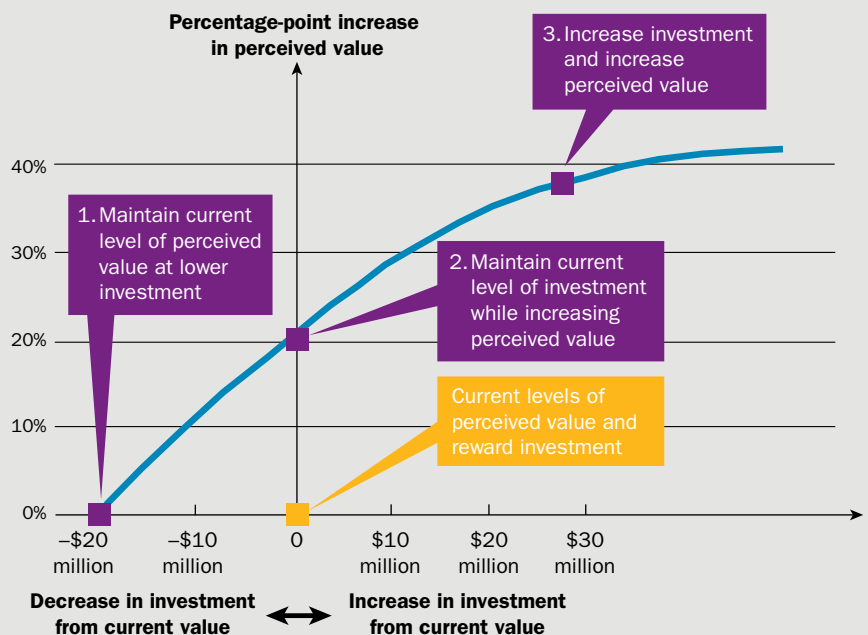 Percentage-point increase
in perceived value
3. Increase investment
and increase
perceived value
40%
30%
20%
10%
0%
1. Maintain current
level of perceived
value at lower
investment
2. Maintain current
level of investment
while increasing
perceived value
Current levels of
perceived value and
reward investment
–$20
million
–$10
million
0
$10
million
$20
million
$30
million
Decrease in investment
from current value
Increase in investment
from current value